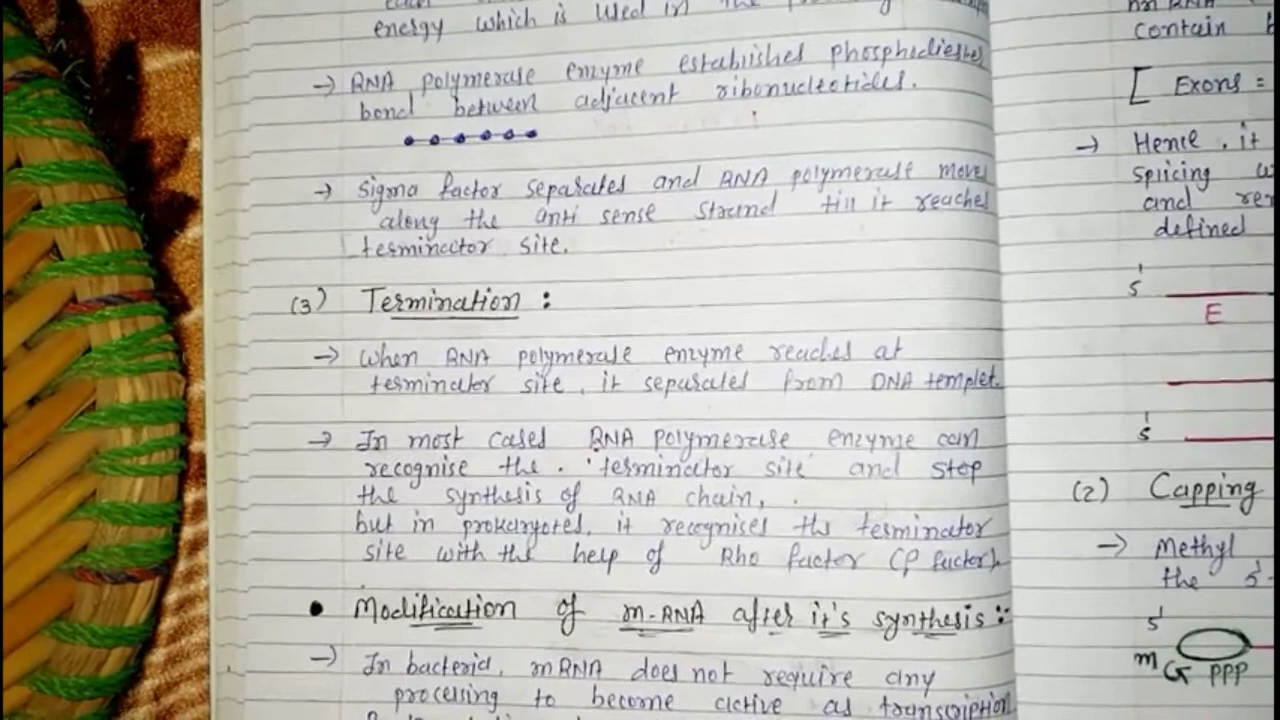 energy which is used in the
→ RNA polymerase enzyme established phosphodiester
bond between adjacent ribonucleotides.
→ Sigma factor separates and RNA polymerase moves
along the anti sense strand till it reaches
terminator site.
(3) Termination :
→ When RNA polymerase enzyme reaches at
terminator site, it separates from DNA templet.
→ In most cases RNA polymerase enzyme can
recognise the 'terminator site' and stop
the synthesis of RNA chain,
but in prokaryotes, it recognises the terminator
site with the help of Rho factor (ρ factor).
• Modification of m-RNA after it's synthesis :
→ In bacteria, mRNA does not require any
processing to become active as transcription
contain
[ Exons =
→ Hence, it
splicing
and
defined
5'
E
5'
(2) Capping
→ Methyl
the 5'
5'
m G PPP